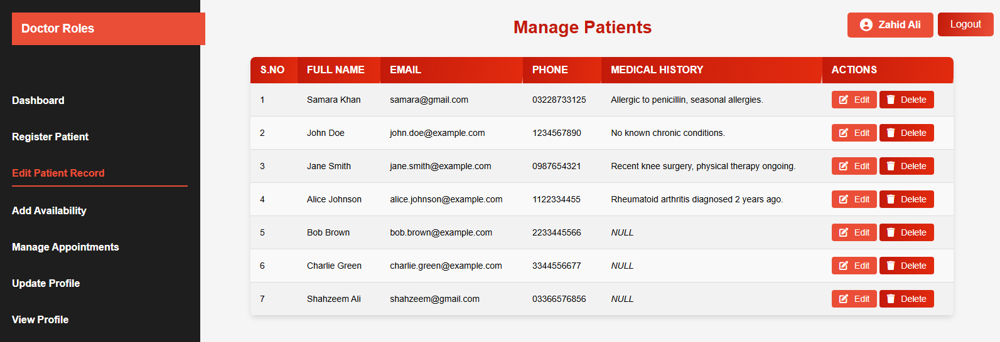 Doctor Roles
Manage Patients
Zahid Ali
Logout
Dashboard
Register Patient
Edit Patient Record
Add Availability
Manage Appointments
Update Profile
View Profile
S.NO FULL NAME EMAIL PHONE MEDICAL HISTORY ACTIONS
1 Samara Khan samara@gmail.com 03228733125 Allergic to penicillin, seasonal allergies. Edit Delete
2 John Doe john.doe@example.com 1234567890 No known chronic conditions. Edit Delete
3 Jane Smith jane.smith@example.com 0987654321 Recent knee surgery, physical therapy ongoing. Edit Delete
4 Alice Johnson alice.johnson@example.com 1122334455 Rheumatoid arthritis diagnosed 2 years ago. Edit Delete
5 Bob Brown bob.brown@example.com 2233445566 NULL Edit Delete
6 Charlie Green charlie.green@example.com 3344556677 NULL Edit Delete
7 Shahzeem Ali shahzeem@gmail.com 03366576856 NULL Edit Delete